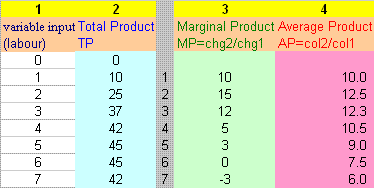 1 2 3 4
variable input Total Product Marginal Product Average Product
(labour) TP MP=chg2/chg1 AP=col2/col1
0 0
1 10 1 10 10.0
2 25 2 15 12.5
3 37 3 12 12.3
4 42 4 5 10.5
5 45 5 3 9.0
6 45 6 0 7.5
7 42 7 -3 6.0